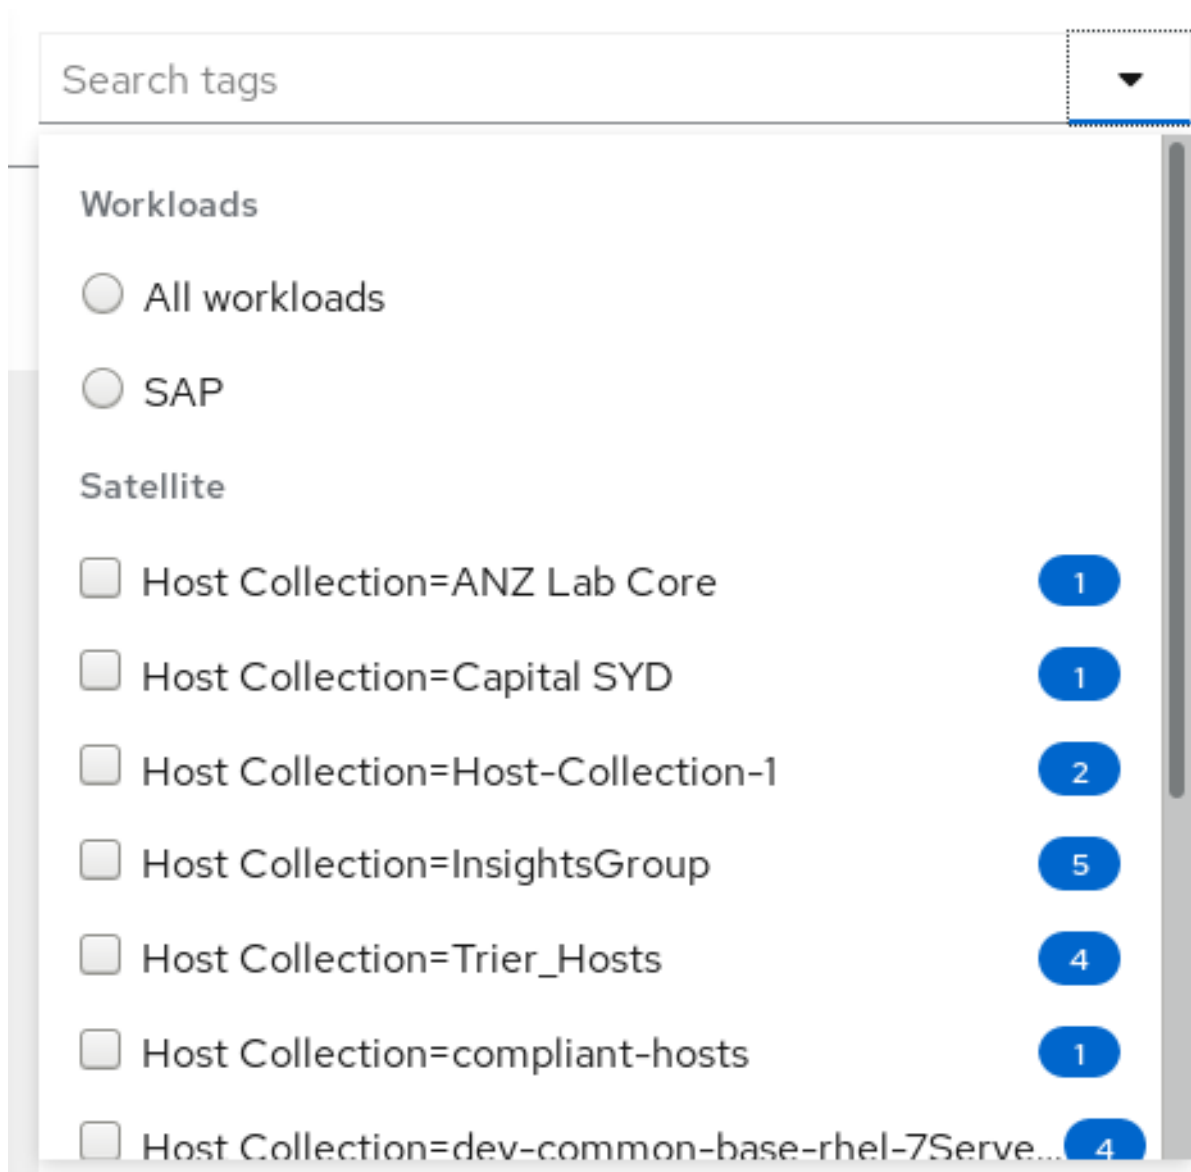 Search tags
Workloads
All workloads
SAP
Satellite
Host Collection=ANZ Lab Core 1
Host Collection=Capital SYD 1
Host Collection=Host-Collection-1 2
Host Collection=InsightsGroup 5
Host Collection=Trier_Hosts 4
Host Collection=compliant-hosts 1
Host Collection=dev-common-base-rhel-7Serve... 4